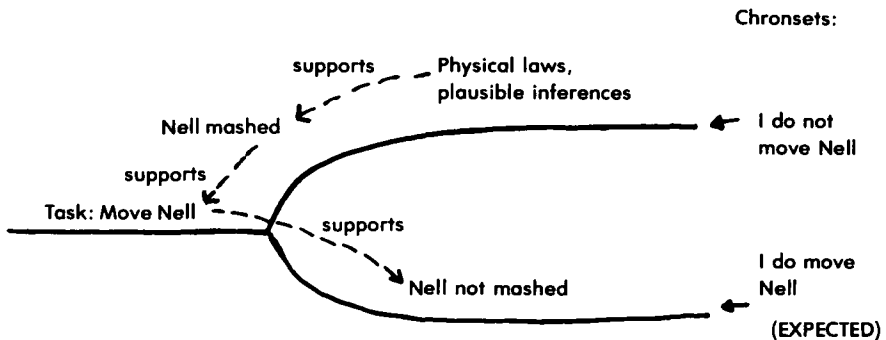 Chronsets:
supports
Physical laws,
plausible inferences
Nell mashed
I do not
move Nell
supports
Task: Move Nell
supports
Nell not mashed
I do move
Nell
(EXPECTED)